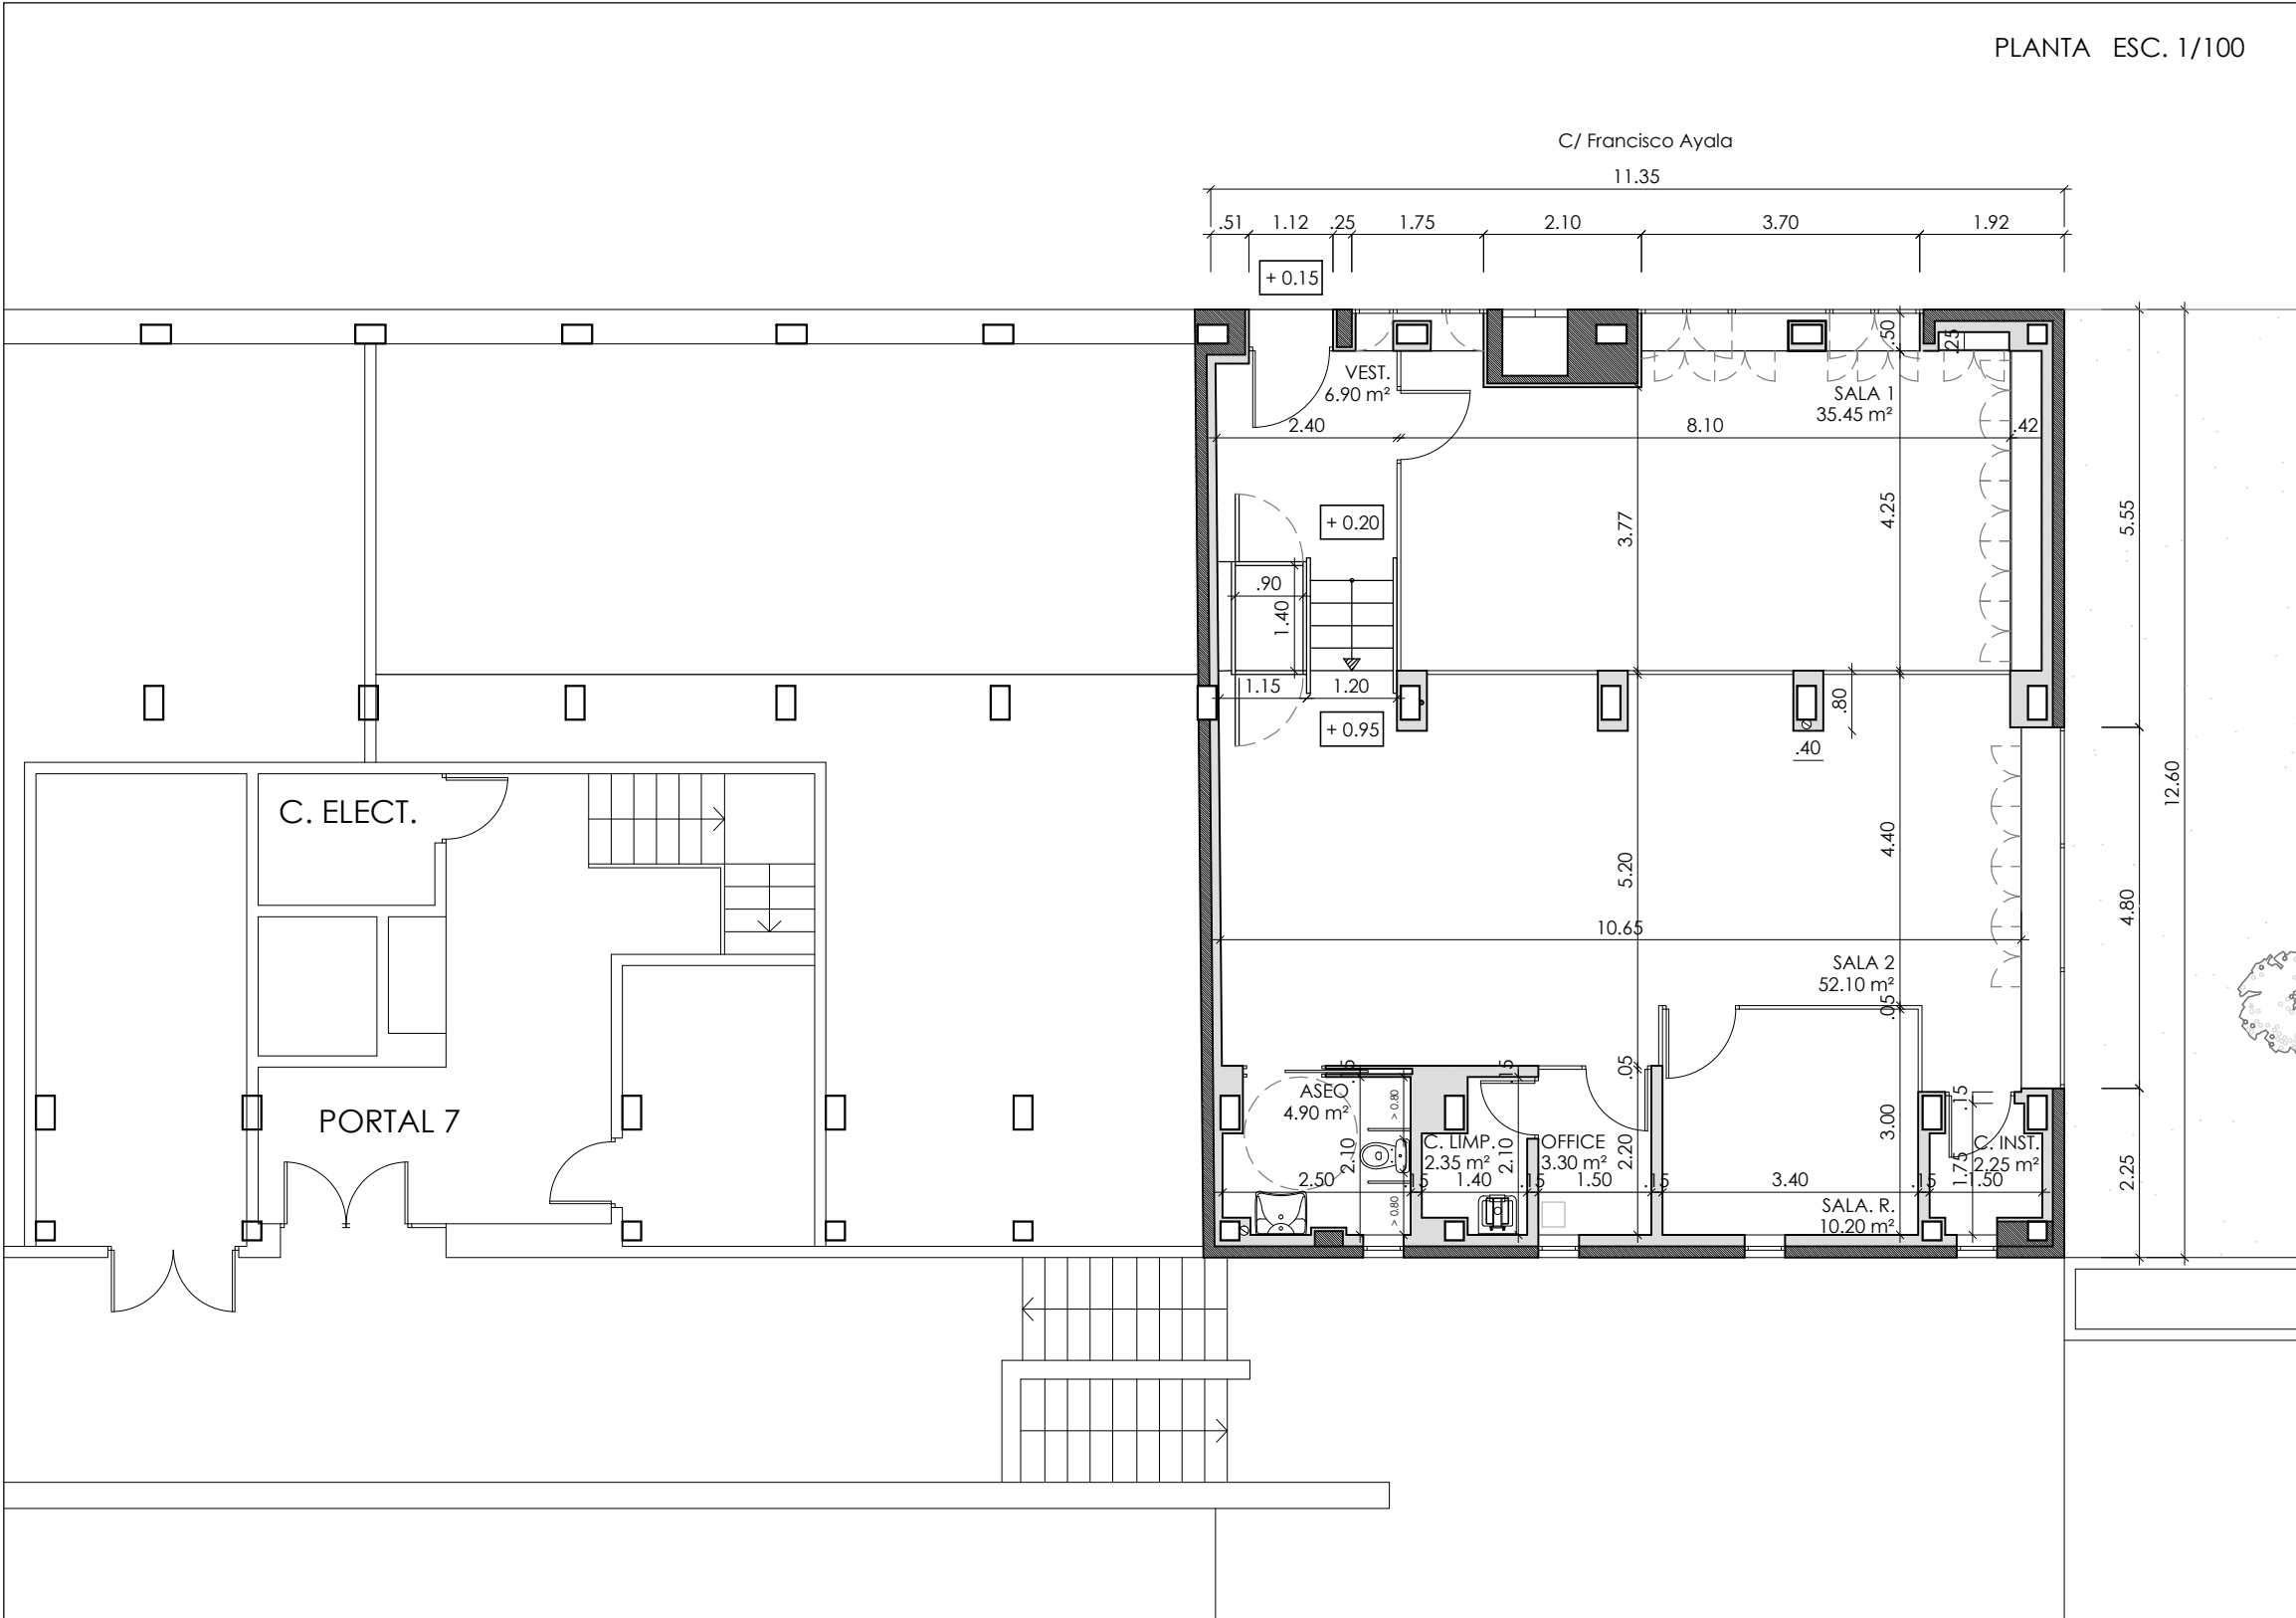 PLANTA ESC. 1/100
C/ Francisco Ayala
11.35
.51 1.12 .25 1.75 2.10 3.70 1.92
+ 0.15
.50
.25
VEST.
6.90 m²
SALA 1
35.45 m²
2.40 8.10 .42
+ 0.20
3.77
4.25
5.55
.90
1.40
1.15 1.20
.80
+ 0.95
.40
12.60
C. ELECT.
4.40
5.20
4.80
10.65
SALA 2
52.10 m²
.05
.15
.15
.05
ASEO
4.90 m²
> 0.80
.15
PORTAL 7
3.00
2.10
C. LIMP.
2.35 m²
2.10
OFFICE
3.30 m²
2.20
C. INST.
2.25 m²
1.75
2.25
2.50 .15 1.40 .15 1.50 .15 3.40 .15 1.50
> 0.80
SALA. R.
10.20 m²